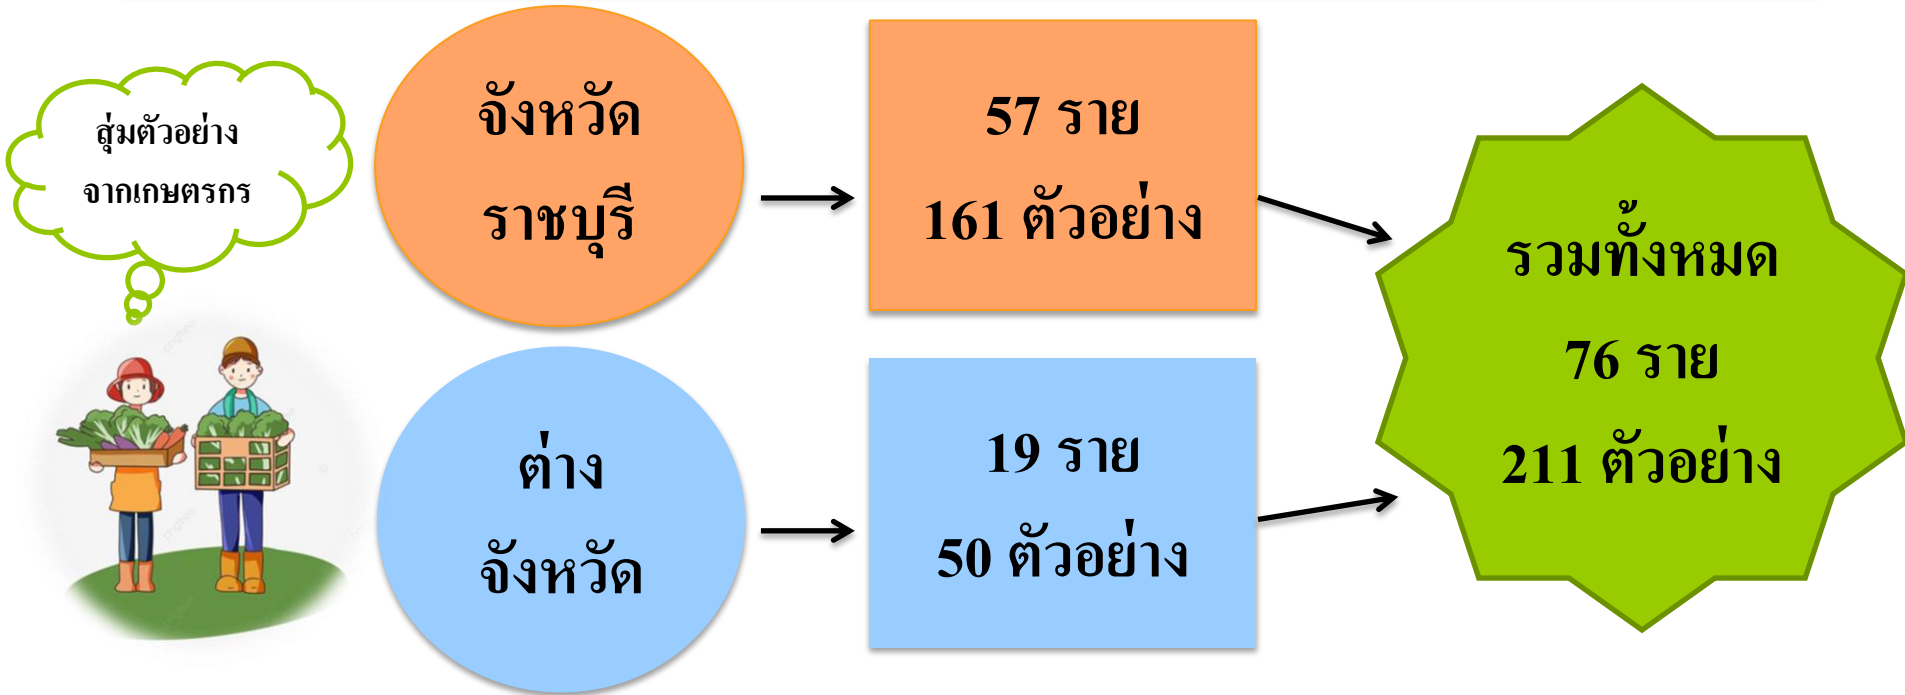 สุ่มตัวอย่าง
จากเกษตรกร
จังหวัด
ราชบุรี
57 ราย
161 ตัวอย่าง
ต่าง
จังหวัด
19 ราย
50 ตัวอย่าง
รวมทั้งหมด
76 ราย
211 ตัวอย่าง